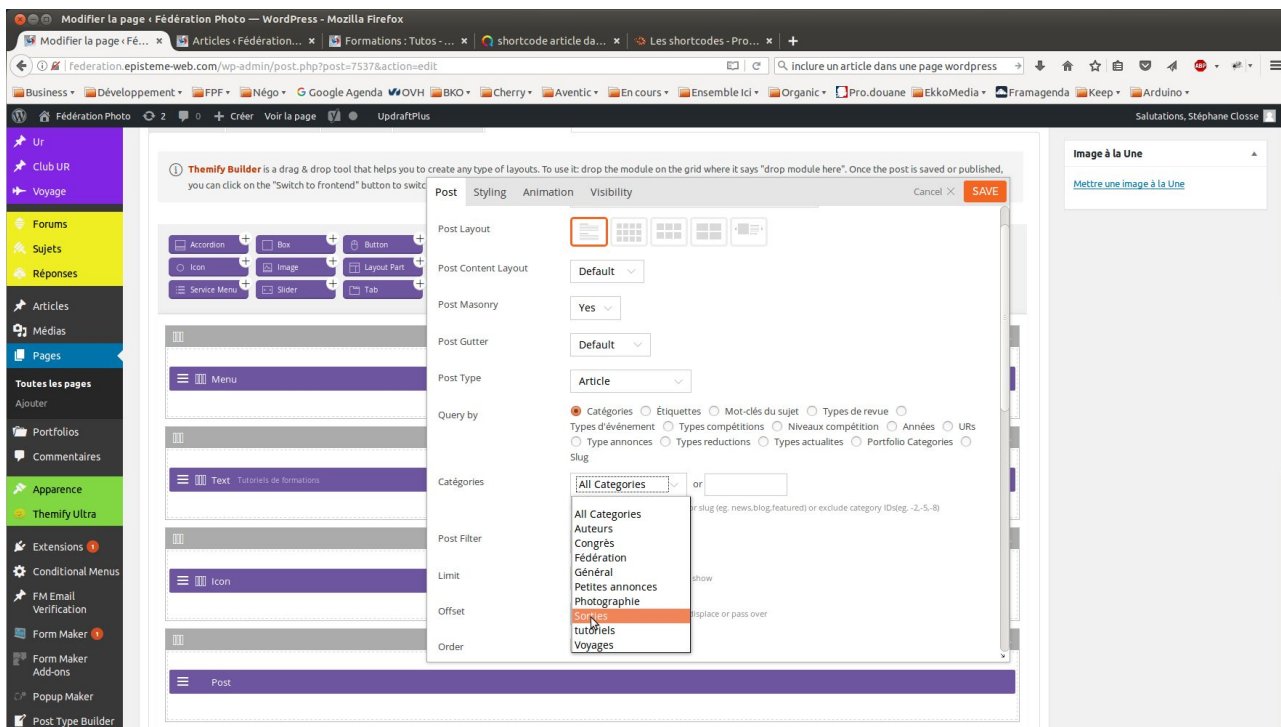 Modifier la page ‹ Fédération Photo — WordPress - Mozilla Firefox
Modifier la page ‹ Fé... × Articles ‹ Fédération... × Formations : Tutos - ... × shortcode article da... × Les shortcodes - Pro... × +
federation.episteme-web.com/wp-admin/post.php?post=7537&action=edit
inclure un article dans une page wordpress
Business Développement FPF Négo Google Agenda OVH BKO Cherry Aventic En cours Ensemble Ici Organic Pro.douane EkkoMedia Framagenda Keep Arduino
Fédération Photo 2 0 + Créer Voir la page UpdraftPlus Salutations, Stéphane Closse
Ur
Club UR
Voyage
Forums
Sujets
Réponses
Articles
Médias
Pages
Toutes les pages
Ajouter
Portfolios
Commentaires
Apparence
Themify Ultra
Extensions 1
Conditional Menus
FM Email
Verification
Form Maker 1
Form Maker
Add-ons
Popup Maker
Post Type Builder
Themify Builder is a drag & drop tool that helps you to create any type of layouts. To use it: drop the module on the grid where it says "drop module here". Once the post is saved or published,
you can click on the "Switch to frontend" button to switc
Accordion Box Button
Icon Image Layout Part
Service Menu Slider Tab
Menu
Text Tutoriels de formations
Icon
Post
Post Styling Animation Visibility Cancel × SAVE
Post Layout
Post Content Layout Default
Post Masonry Yes
Post Gutter Default
Post Type Article
Query by Catégories Étiquettes Mot-clés du sujet Types de revue
Types d'événement Types compétitions Niveaux compétition Années URs
Type annonces Types reductions Types actualites Portfolio Categories
Slug
Catégories All Categories or
or slug (eg. news,blog,featured) or exclude category IDs(eg. -2,-5,-8)
All Categories
Auteurs
Congrès
Fédération
Général
Petites annonces
Photographie
Sorties
tutoriels
Voyages
Post Filter
Limit show
Offset displace or pass over
Order
Image à la Une
Mettre une image à la Une